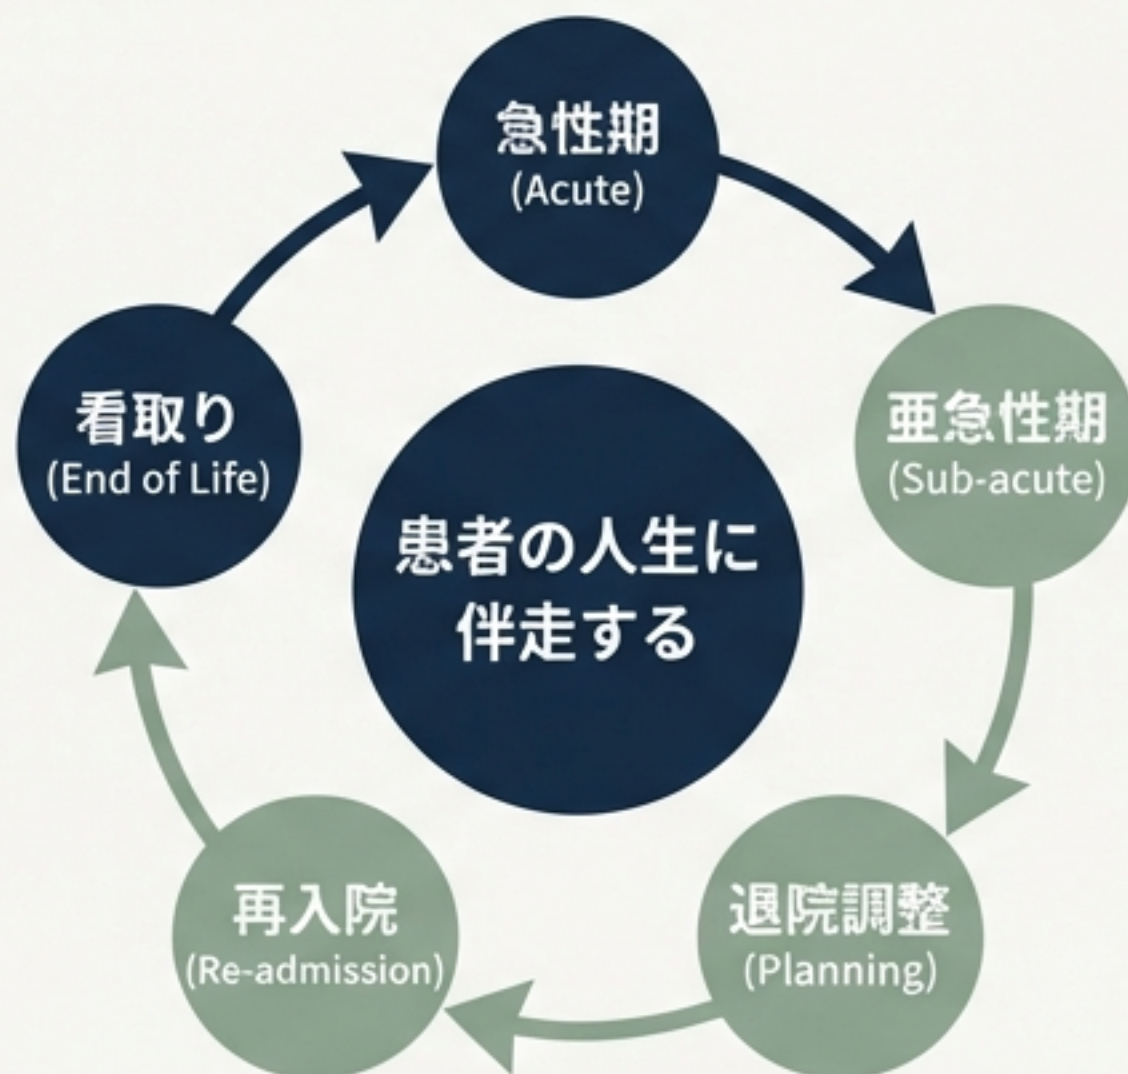 急性期
(Acute)
亜急性期
(Sub-acute)
退院調整
(Planning)
再入院
(Re-admission)
看取り
(End of Life)
患者の人生に
伴走する